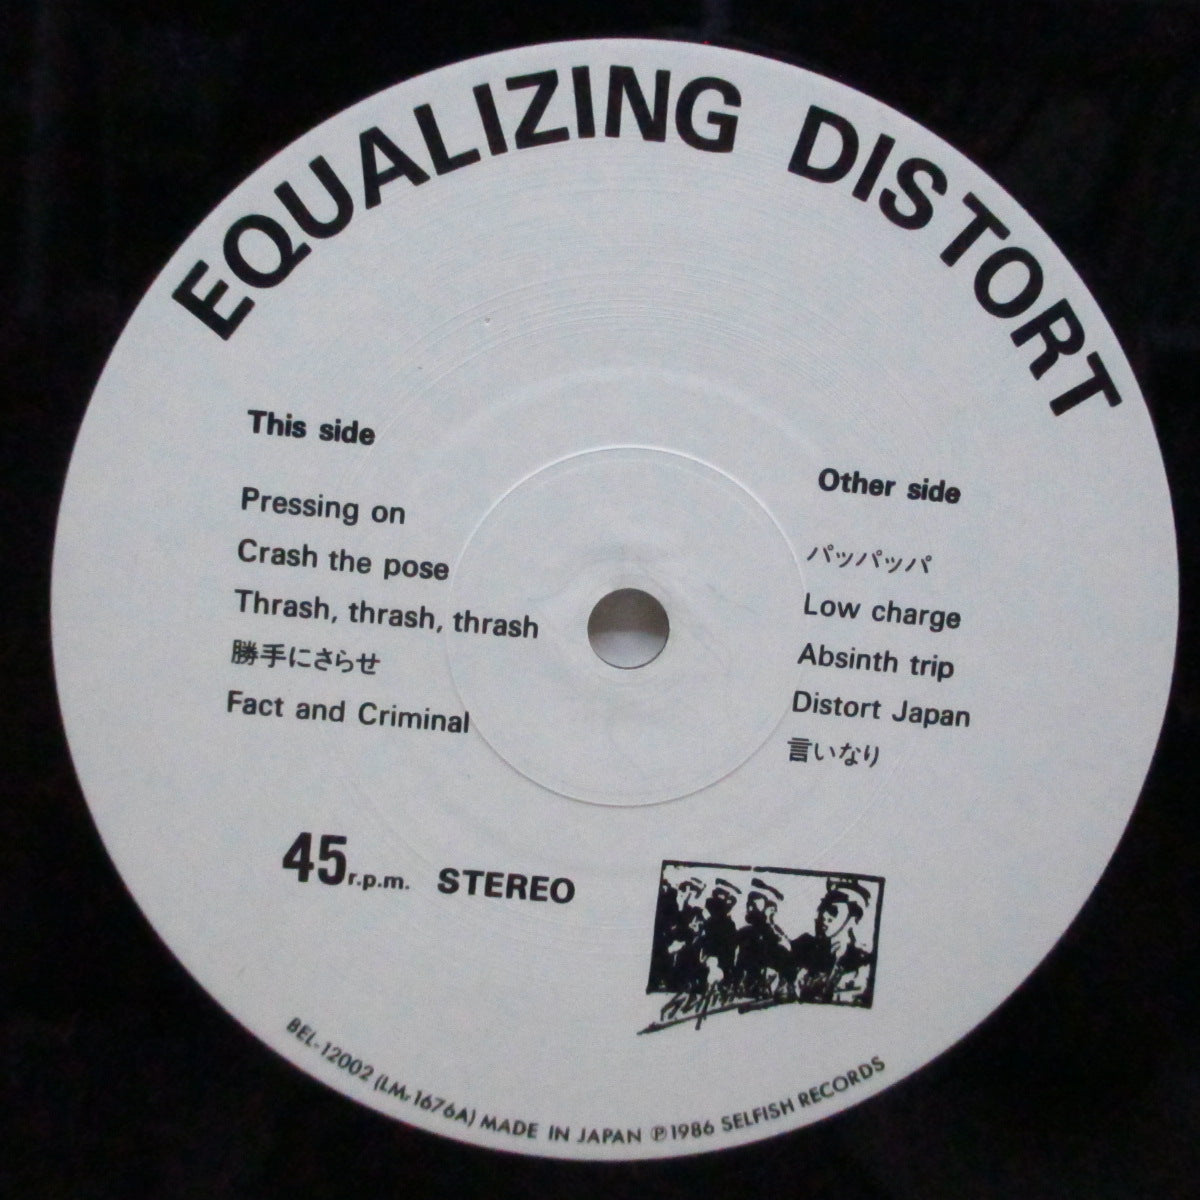 EQUALIZING DISTORT
This side
Pressing on
Crash the pose
Thrash, thrash, thrash
勝手にさらせ
Fact and Criminal
Other side
パッパッパ
Low charge
Absinth trip
Distort Japan
言いなり
45r.p.m. STEREO
BEL-12002 (LM-1676A) MADE IN JAPAN Ⓟ1986 SELFISH RECORDS